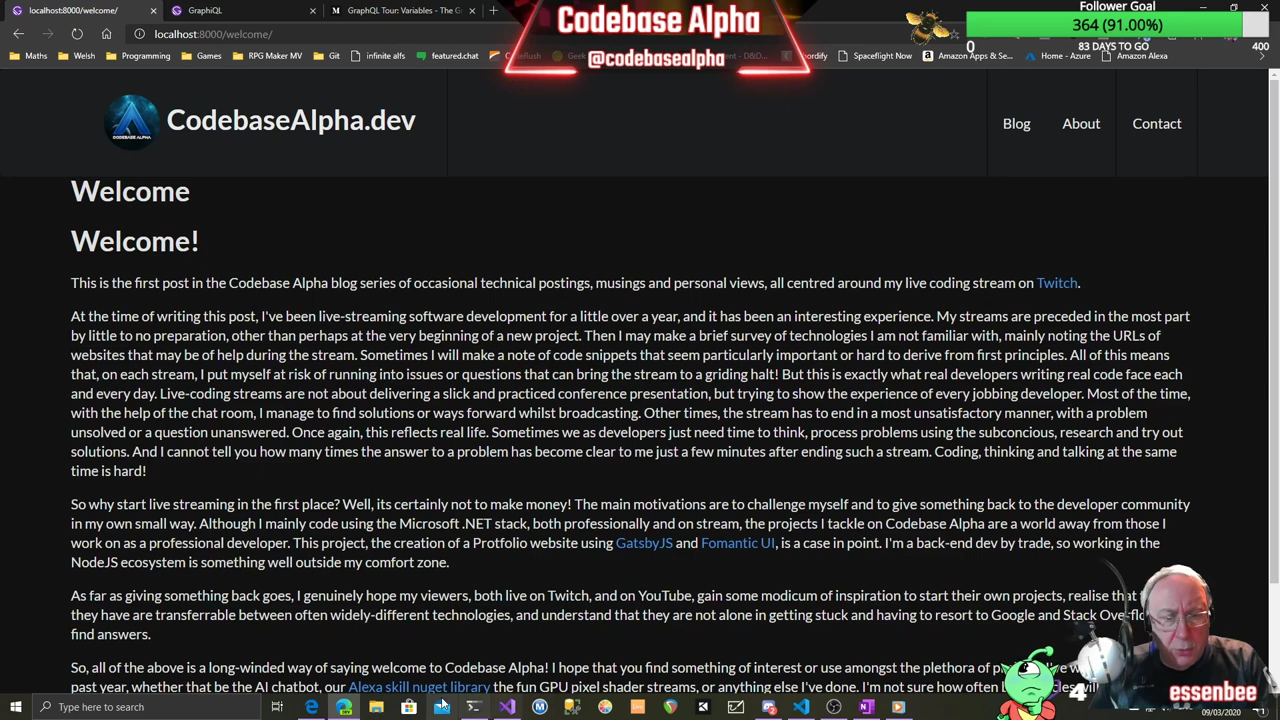 localhost:8000/welcome/
GraphiQL
GraphQL Tour: Variables - The G
Codebase Alpha
@codebasealpha
Follower Goal
364 (91.00%)
0
83 DAYS TO GO
400
localhost:8000/welcome/
Maths
Welsh
Programming
Games
RPG Maker MV
Git
infinite alfs
featured.chat
Spaceflight Now
Amazon Apps & Se...
Home - Azure
Amazon Alexa
CODEBASE ALPHA
CodebaseAlpha.dev
Blog
About
Contact
Welcome
Welcome!
This is the first post in the Codebase Alpha blog series of occasional technical postings, musings and personal views, all centred around my live coding stream on Twitch.
At the time of writing this post, I've been live-streaming software development for a little over a year, and it has been an interesting experience. My streams are preceded in the most part
by little to no preparation, other than perhaps at the very beginning of a new project. Then I may make a brief survey of technologies I am not familiar with, mainly noting the URLs of
websites that may be of help during the stream. Sometimes I will make a note of code snippets that seem particularly important or hard to derive from first principles. All of this means
that, on each stream, I put myself at risk of running into issues or questions that can bring the stream to a griding halt! But this is exactly what real developers writing real code face each
and every day. Live-coding streams are not about delivering a slick and practiced conference presentation, but trying to show the experience of every jobbing developer. Most of the time,
with the help of the chat room, I manage to find solutions or ways forward whilst broadcasting. Other times, the stream has to end in a most unsatisfactory manner, with a problem
unsolved or a question unanswered. Once again, this reflects real life. Sometimes we as developers just need time to think, process problems using the subconcious, research and try out
solutions. And I cannot tell you how many times the answer to a problem has become clear to me just a few minutes after ending such a stream. Coding, thinking and talking at the same
time is hard!
So why start live streaming in the first place? Well, its certainly not to make money! The main motivations are to challenge myself and to give something back to the developer community
in my own small way. Although I mainly code using the Microsoft .NET stack, both professionally and on stream, the projects I tackle on Codebase Alpha are a world away from those I
work on as a professional developer. This project, the creation of a Protfolio website using GatsbyJS and Fomantic UI, is a case in point. I'm a back-end dev by trade, so working in the
NodeJS ecosystem is something well outside my comfort zone.
As far as giving something back goes, I genuinely hope my viewers, both live on Twitch, and on YouTube, gain some modicum of inspiration to start their own projects, realise that
they have are transferrable between often widely-different technologies, and understand that they are not alone in getting stuck and having to resort to Google and Stack Ove
find answers.
So, all of the above is a long-winded way of saying welcome to Codebase Alpha! I hope that you find something of interest or use amongst the plethora of
past year, whether that be the AI chatbot, our Alexa skill nuget library the fun GPU pixel shader streams, or anything else I've done. I'm not sure how often
4
essenbee
Type here to search
09/03/2020